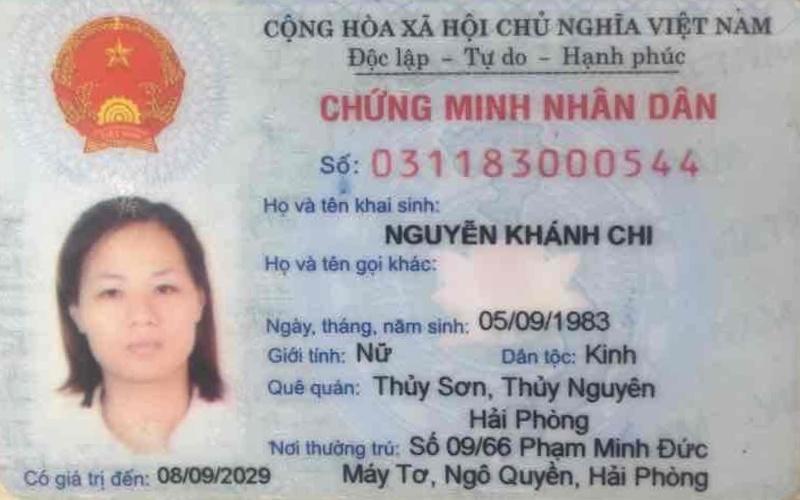 CỘNG HÒA XÃ HỘI CHỦ NGHĨA VIỆT NAM
Độc lập - Tự do - Hạnh phúc
CHỨNG MINH NHÂN DÂN
Số: 031183000544
Họ và tên khai sinh:
NGUYỄN KHÁNH CHI
Họ và tên gọi khác:
Ngày, tháng, năm sinh: 05/09/1983
Giới tính: Nữ Dân tộc: Kinh
Quê quán: Thủy Sơn, Thủy Nguyên
Hải Phòng
Nơi thường trú: Số 09/66 Phạm Minh Đức
Máy Tơ, Ngô Quyền, Hải Phòng
Có giá trị đến: 08/09/2029